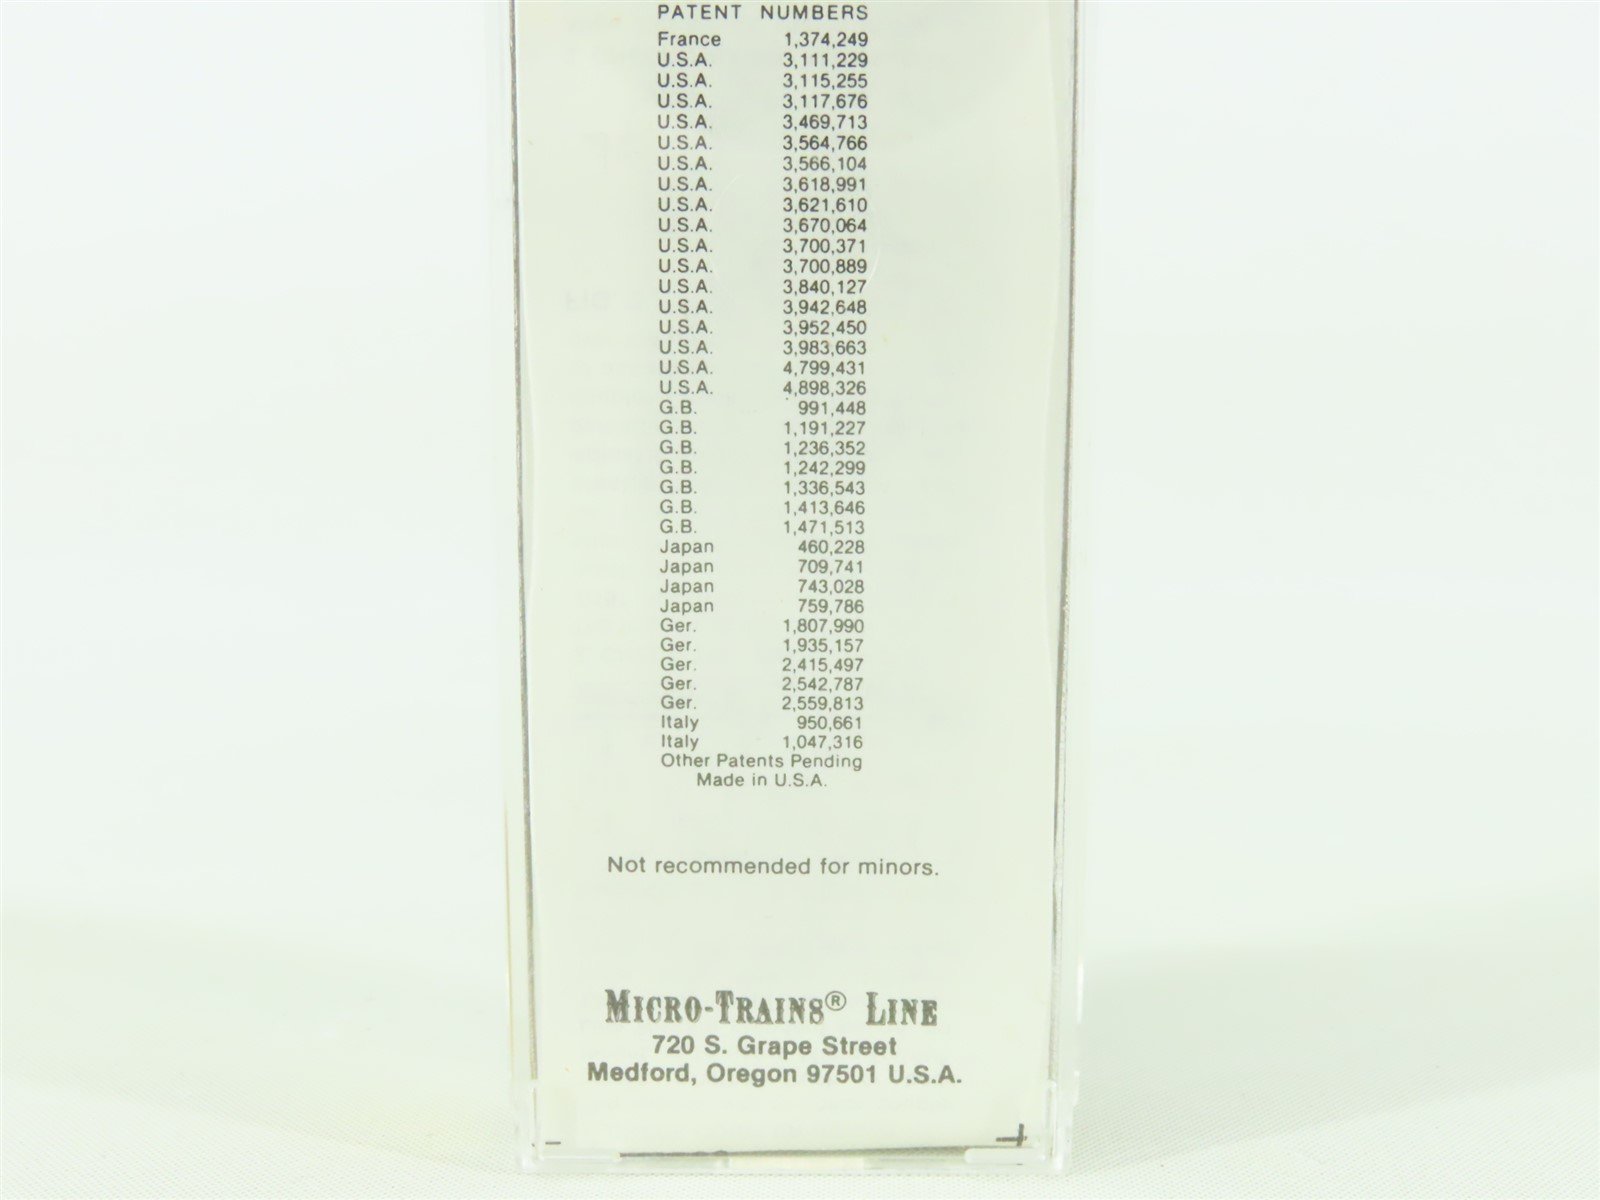 PATENT NUMBERS
France 1,374,249
U.S.A. 3,111,229
U.S.A. 3,115,255
U.S.A. 3,117,676
U.S.A. 3,469,713
U.S.A. 3,564,766
U.S.A. 3,566,104
U.S.A. 3,618,991
U.S.A. 3,621,610
U.S.A. 3,670,064
U.S.A. 3,700,371
U.S.A. 3,700,889
U.S.A. 3,840,127
U.S.A. 3,942,648
U.S.A. 3,952,450
U.S.A. 3,983,663
U.S.A. 4,799,431
U.S.A. 4,898,326
G.B. 991,448
G.B. 1,191,227
G.B. 1,236,352
G.B. 1,242,299
G.B. 1,336,543
G.B. 1,413,646
G.B. 1,471,513
Japan 460,228
Japan 709,741
Japan 743,028
Japan 759,786
Ger. 1,807,990
Ger. 1,935,157
Ger. 2,415,497
Ger. 2,542,787
Ger. 2,559,813
Italy 950,661
Italy 1,047,316
Other Patents Pending
Made in U.S.A.
Not recommended for minors.
MICRO-TRAINS® LINE
720 S. Grape Street
Medford, Oregon 97501 U.S.A.